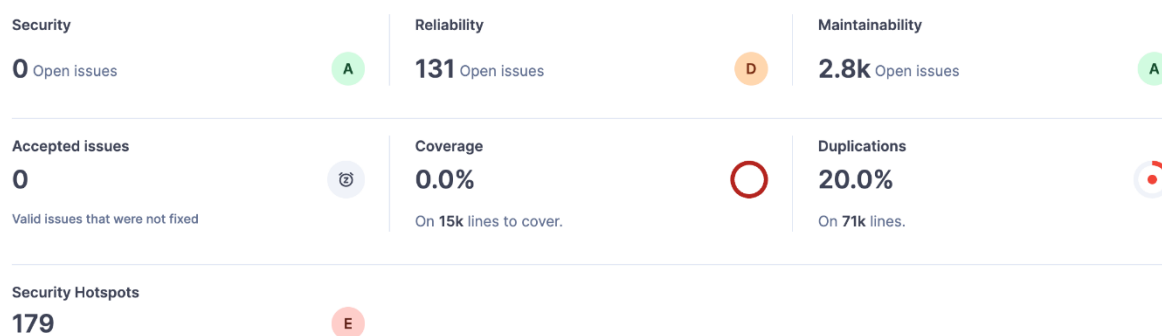 Security
0 Open issues
A
Reliability
131 Open issues
D
Maintainability
2.8k Open issues
A
Accepted issues
0
Valid issues that were not fixed
Coverage
0.0%
On 15k lines to cover.
Duplications
20.0%
On 71k lines.
Security Hotspots
179
E